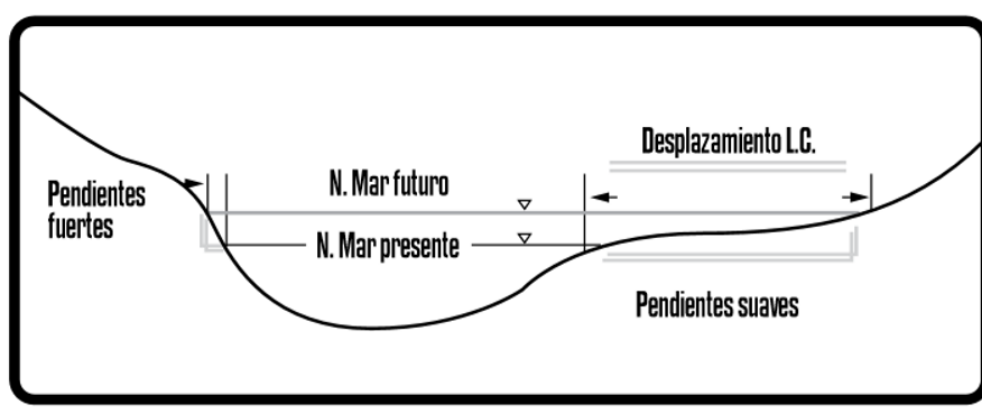 Desplazamiento L.C.
Pendientes
fuertes
N. Mar futuro
N. Mar presente
Pendientes suaves